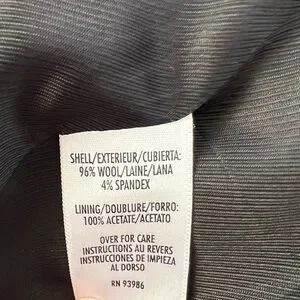 SHELL/EXTERIEUR/CUBIERTA:
96% WOOL/LAINE/LANA
4% SPANDEX
LINING/DOUBLURE/FORRO:
100% ACETATE/ACETATO
OVER FOR CARE
INSTRUCTIONS AU REVERS
INSTRUCCIONES DE IMPIEZA
AL DORSO
RN 93986